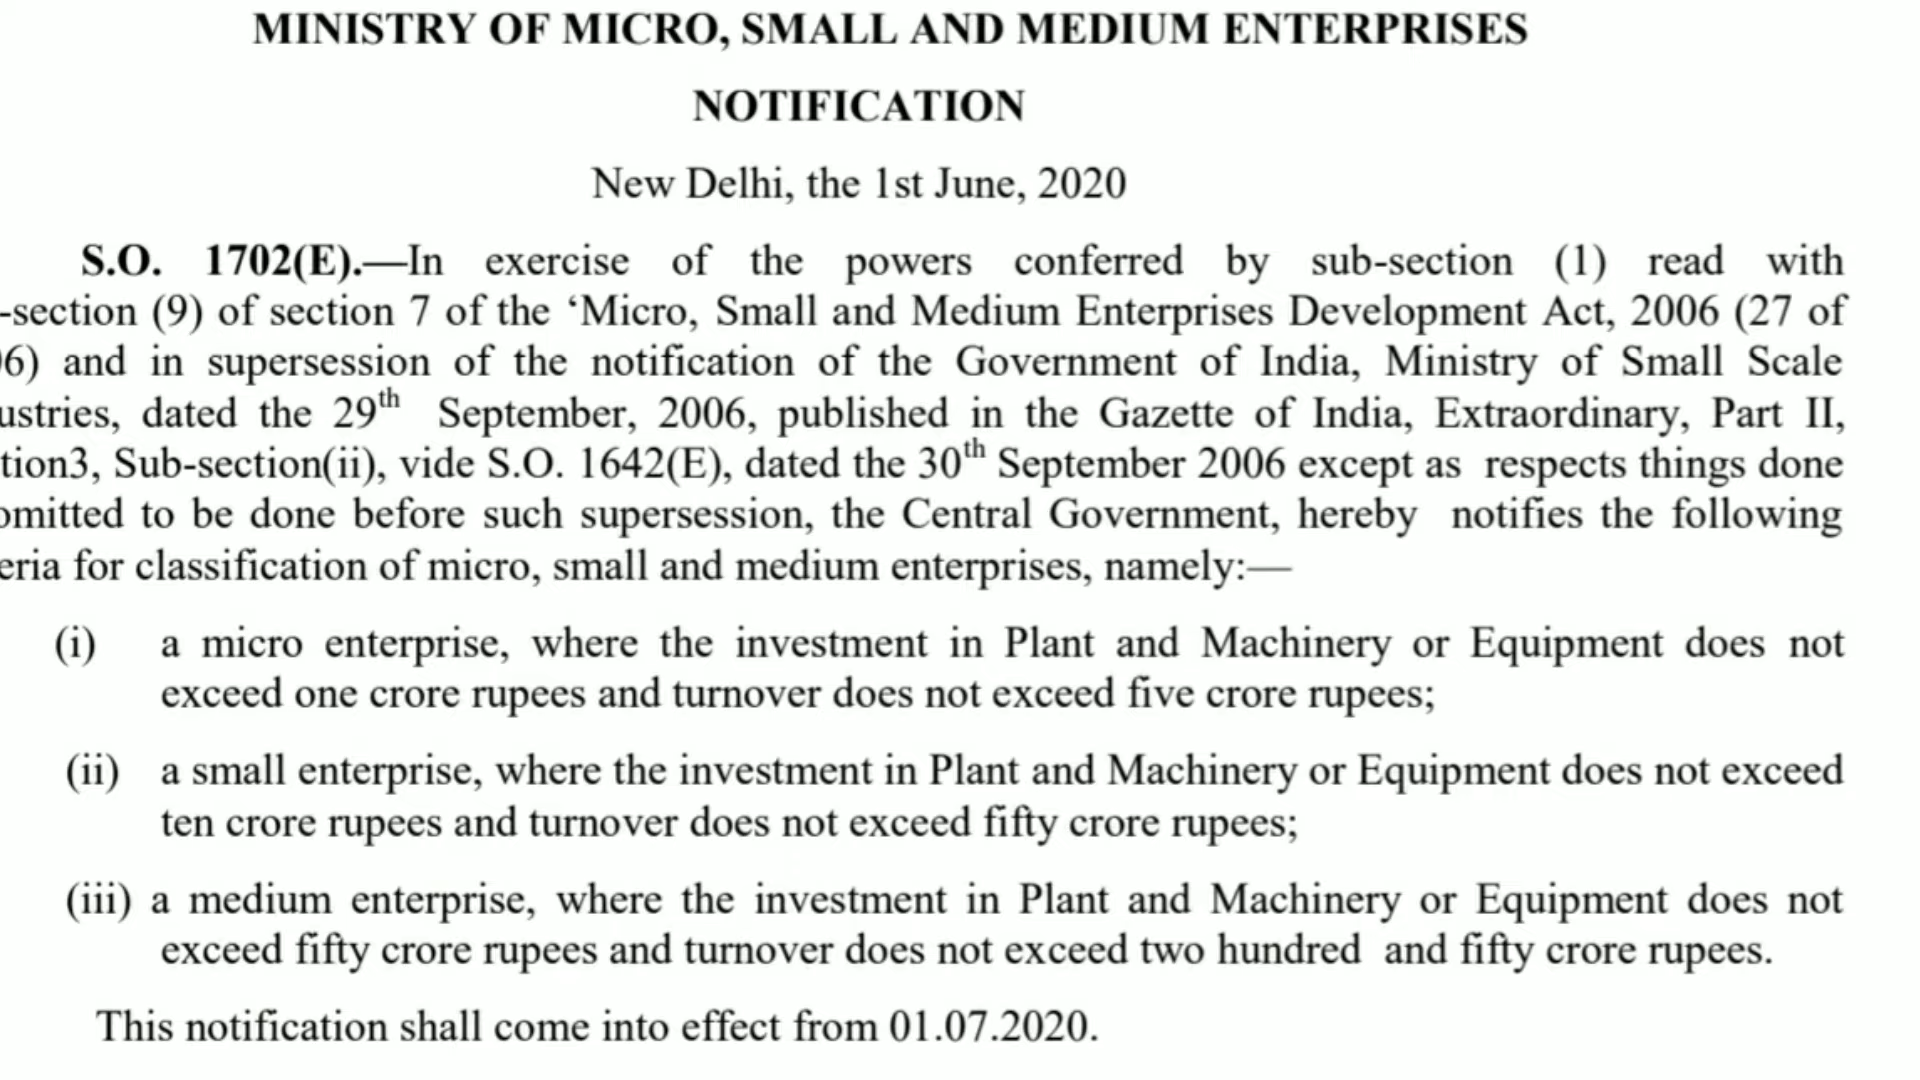 MINISTRY OF MICRO, SMALL AND MEDIUM ENTERPRISES
NOTIFICATION
New Delhi, the 1st June, 2020
S.O. 1702(E).—In exercise of the powers conferred by sub-section (1) read with
-section (9) of section 7 of the ‘Micro, Small and Medium Enterprises Development Act, 2006 (27 of
6) and in supersession of the notification of the Government of India, Ministry of Small Scale
ustries, dated the 29th September, 2006, published in the Gazette of India, Extraordinary, Part II,
tion3, Sub-section(ii), vide S.O. 1642(E), dated the 30th September 2006 except as respects things done
omitted to be done before such supersession, the Central Government, hereby notifies the following
eria for classification of micro, small and medium enterprises, namely:—
(i) a micro enterprise, where the investment in Plant and Machinery or Equipment does not
exceed one crore rupees and turnover does not exceed five crore rupees;
(ii) a small enterprise, where the investment in Plant and Machinery or Equipment does not exceed
ten crore rupees and turnover does not exceed fifty crore rupees;
(iii) a medium enterprise, where the investment in Plant and Machinery or Equipment does not
exceed fifty crore rupees and turnover does not exceed two hundred and fifty crore rupees.
This notification shall come into effect from 01.07.2020.